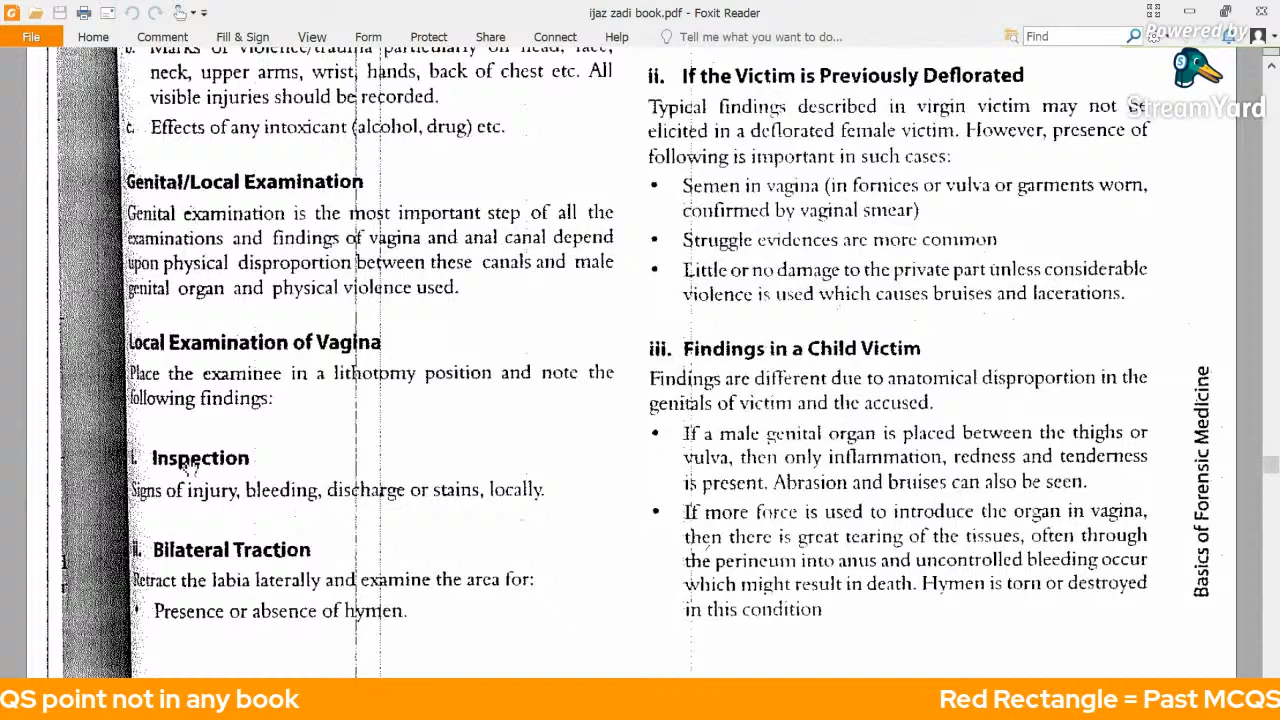 ijaz zadi book.pdf - Foxit Reader
File Home Comment Fill & Sign View Form Protect Share Connect Help Tell me what you want to do... Find
Powered by
StreamYard
b. Marks of violence/trauma particularly on head, face,
neck, upper arms, wrist, hands, back of chest etc. All
visible injuries should be recorded.
c. Effects of any intoxicant (alcohol, drug) etc.
Genital/Local Examination
Genital examination is the most important step of all the
examinations and findings of vagina and anal canal depend
upon physical disproportion between these canals and male
genital organ and physical violence used.
Local Examination of Vagina
Place the examinee in a lithotomy position and note the
following findings:
i. Inspection
Signs of injury, bleeding, discharge or stains, locally.
ii. Bilateral Traction
Retract the labia laterally and examine the area for:
• Presence or absence of hymen.
ii. If the Victim is Previously Deflorated
Typical findings described in virgin victim may not be
elicited in a deflorated female victim. However, presence of
following is important in such cases:
• Semen in vagina (in fornices or vulva or garments worn,
confirmed by vaginal smear)
• Struggle evidences are more common
• Little or no damage to the private part unless considerable
violence is used which causes bruises and lacerations.
iii. Findings in a Child Victim
Findings are different due to anatomical disproportion in the
genitals of victim and the accused.
• If a male genital organ is placed between the thighs or
vulva, then only inflammation, redness and tenderness
is present. Abrasion and bruises can also be seen.
• If more force is used to introduce the organ in vagina,
then there is great tearing of the tissues, often through
the perineum into anus and uncontrolled bleeding occur
which might result in death. Hymen is torn or destroyed
in this condition
Basics of Forensic Medicine
QS point not in any book
Red Rectangle = Past MCQS